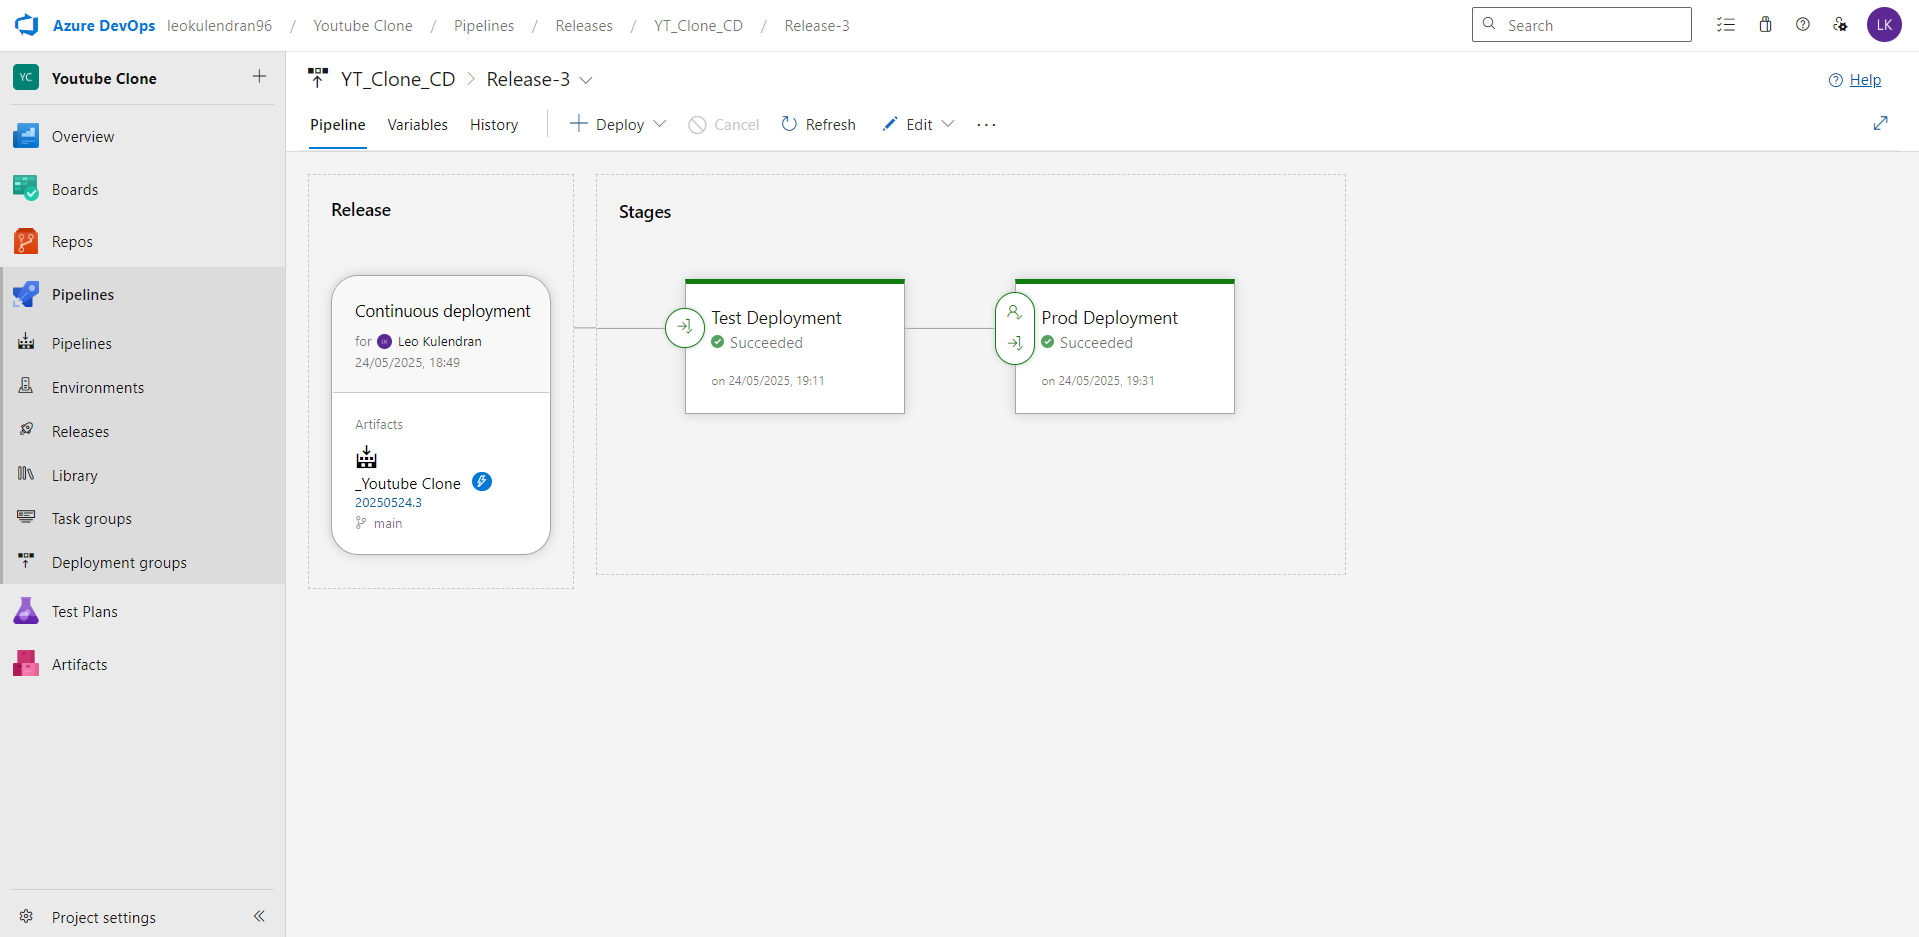 Azure DevOps leokulendran96 / Youtube Clone / Pipelines / Releases / YT_Clone_CD / Release-3
Search
LK
YC Youtube Clone
Overview
Boards
Repos
Pipelines
Pipelines
Environments
Releases
Library
Task groups
Deployment groups
Test Plans
Artifacts
Project settings
YT_Clone_CD > Release-3
Help
Pipeline Variables History Deploy Cancel Refresh Edit ...
Release
Continuous deployment
for LK Leo Kulendran
24/05/2025, 18:49
Artifacts
_Youtube Clone
20250524.3
main
Stages
Test Deployment
Succeeded
on 24/05/2025, 19:11
Prod Deployment
Succeeded
on 24/05/2025, 19:31